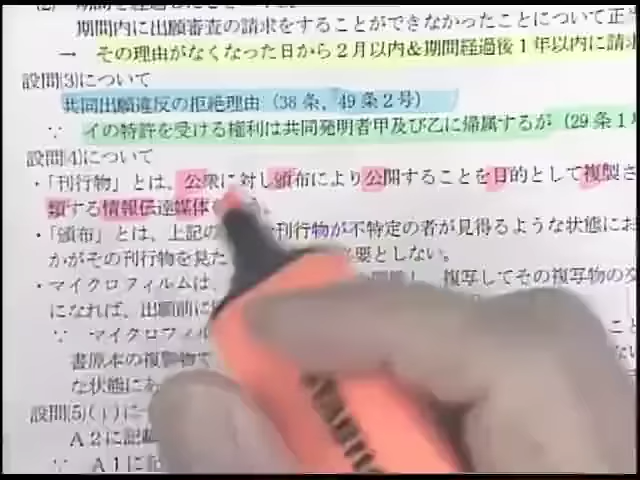 期間内に出願審査の請求をすることができなかったことについて正当
→ その理由がなくなった日から2月以内&期間経過後1年以内に請求
設問(3)について
共同出願違反の拒絶理由(38条、49条2号)
∵ イの特許を受ける権利は共同発明者甲及び乙に帰属するが(29条1
設問(4)について
・「刊行物」とは、公衆に対し頒布により公開することを目的として複製さ
類する情報伝達媒体を
・「頒布」とは、上記の 刊行物が不特定の者が見得るような状態にお
かがその刊行物を見た 必要としない。
・マイクロフィルムは、 複写してその複写物の
になれば、出願前に
∵ マイクロフィル こと
書原本の複製物で
な状態にあ
設問(5)(i)に
A2に記載
∵ A1に記
STABILO